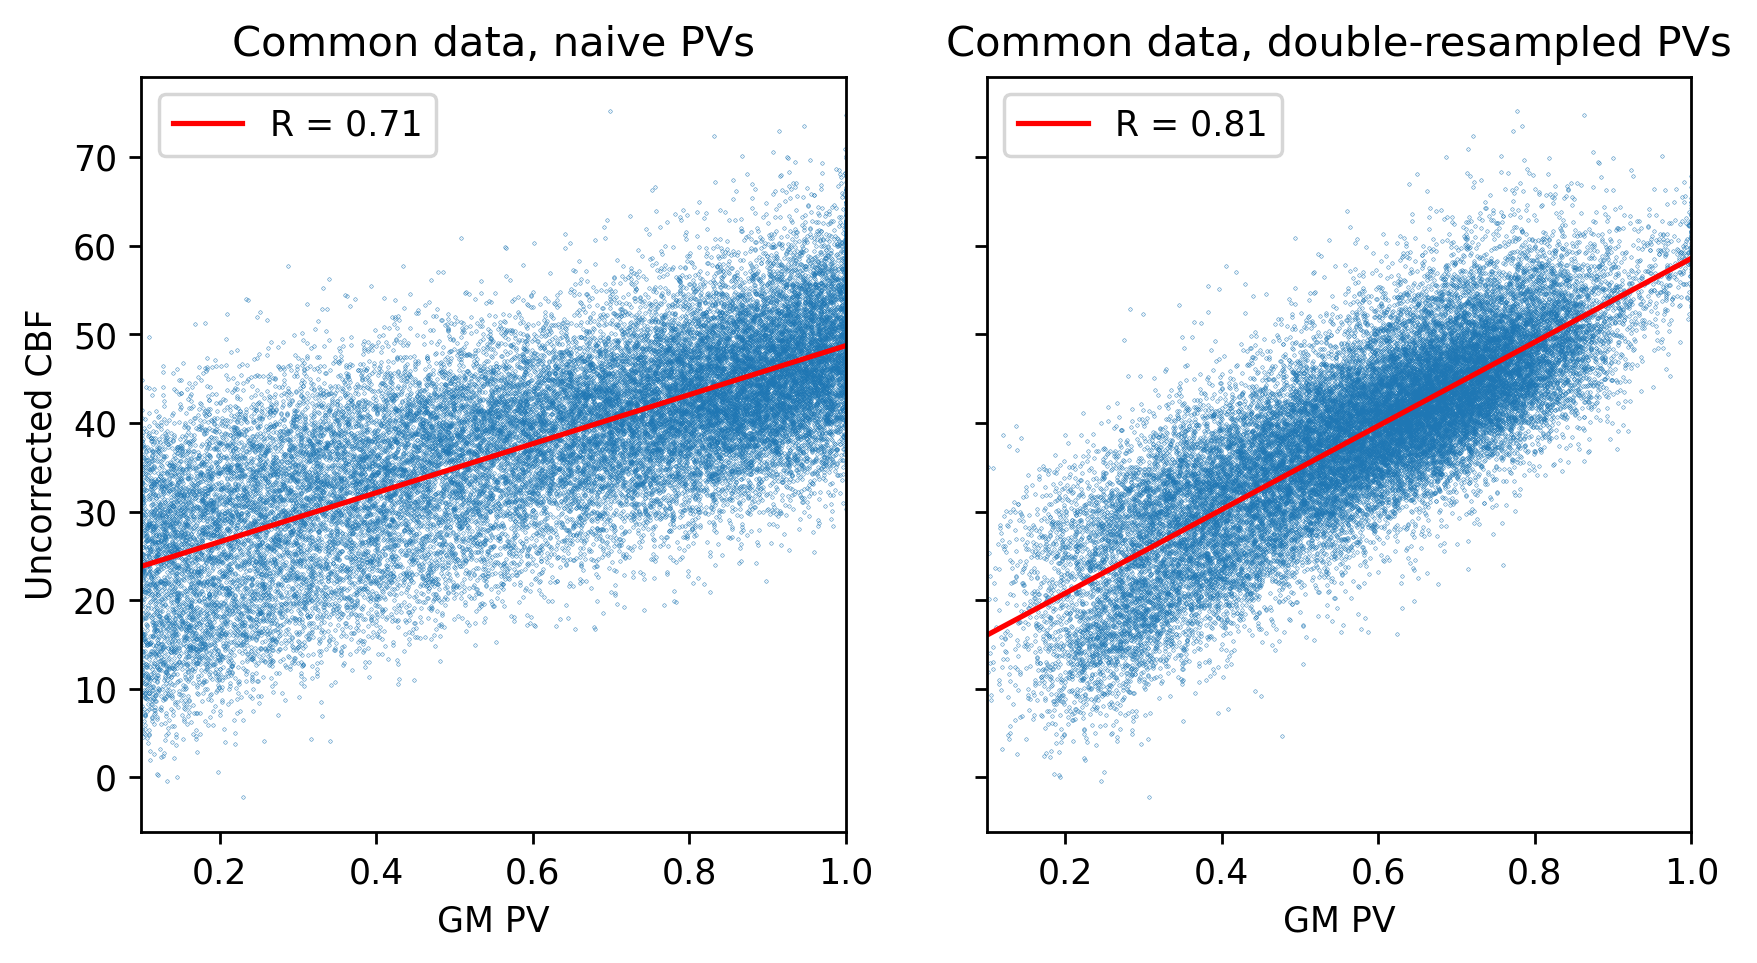 Common data, naive PVs
R = 0.71
Uncorrected CBF
70
60
50
40
30
20
10
0
0.2 0.4 0.6 0.8 1.0
GM PV
Common data, double-resampled PVs
R = 0.81
0.2 0.4 0.6 0.8 1.0
GM PV